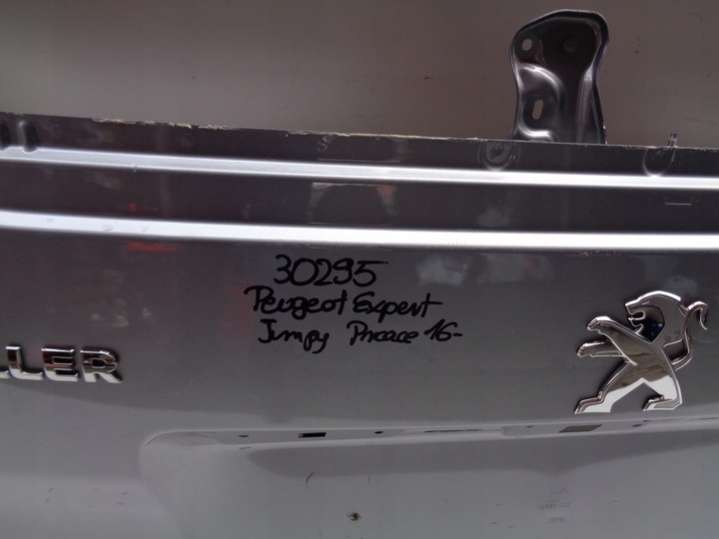 30295
Peugeot Expert
Jumpy Proace 16-
LLER